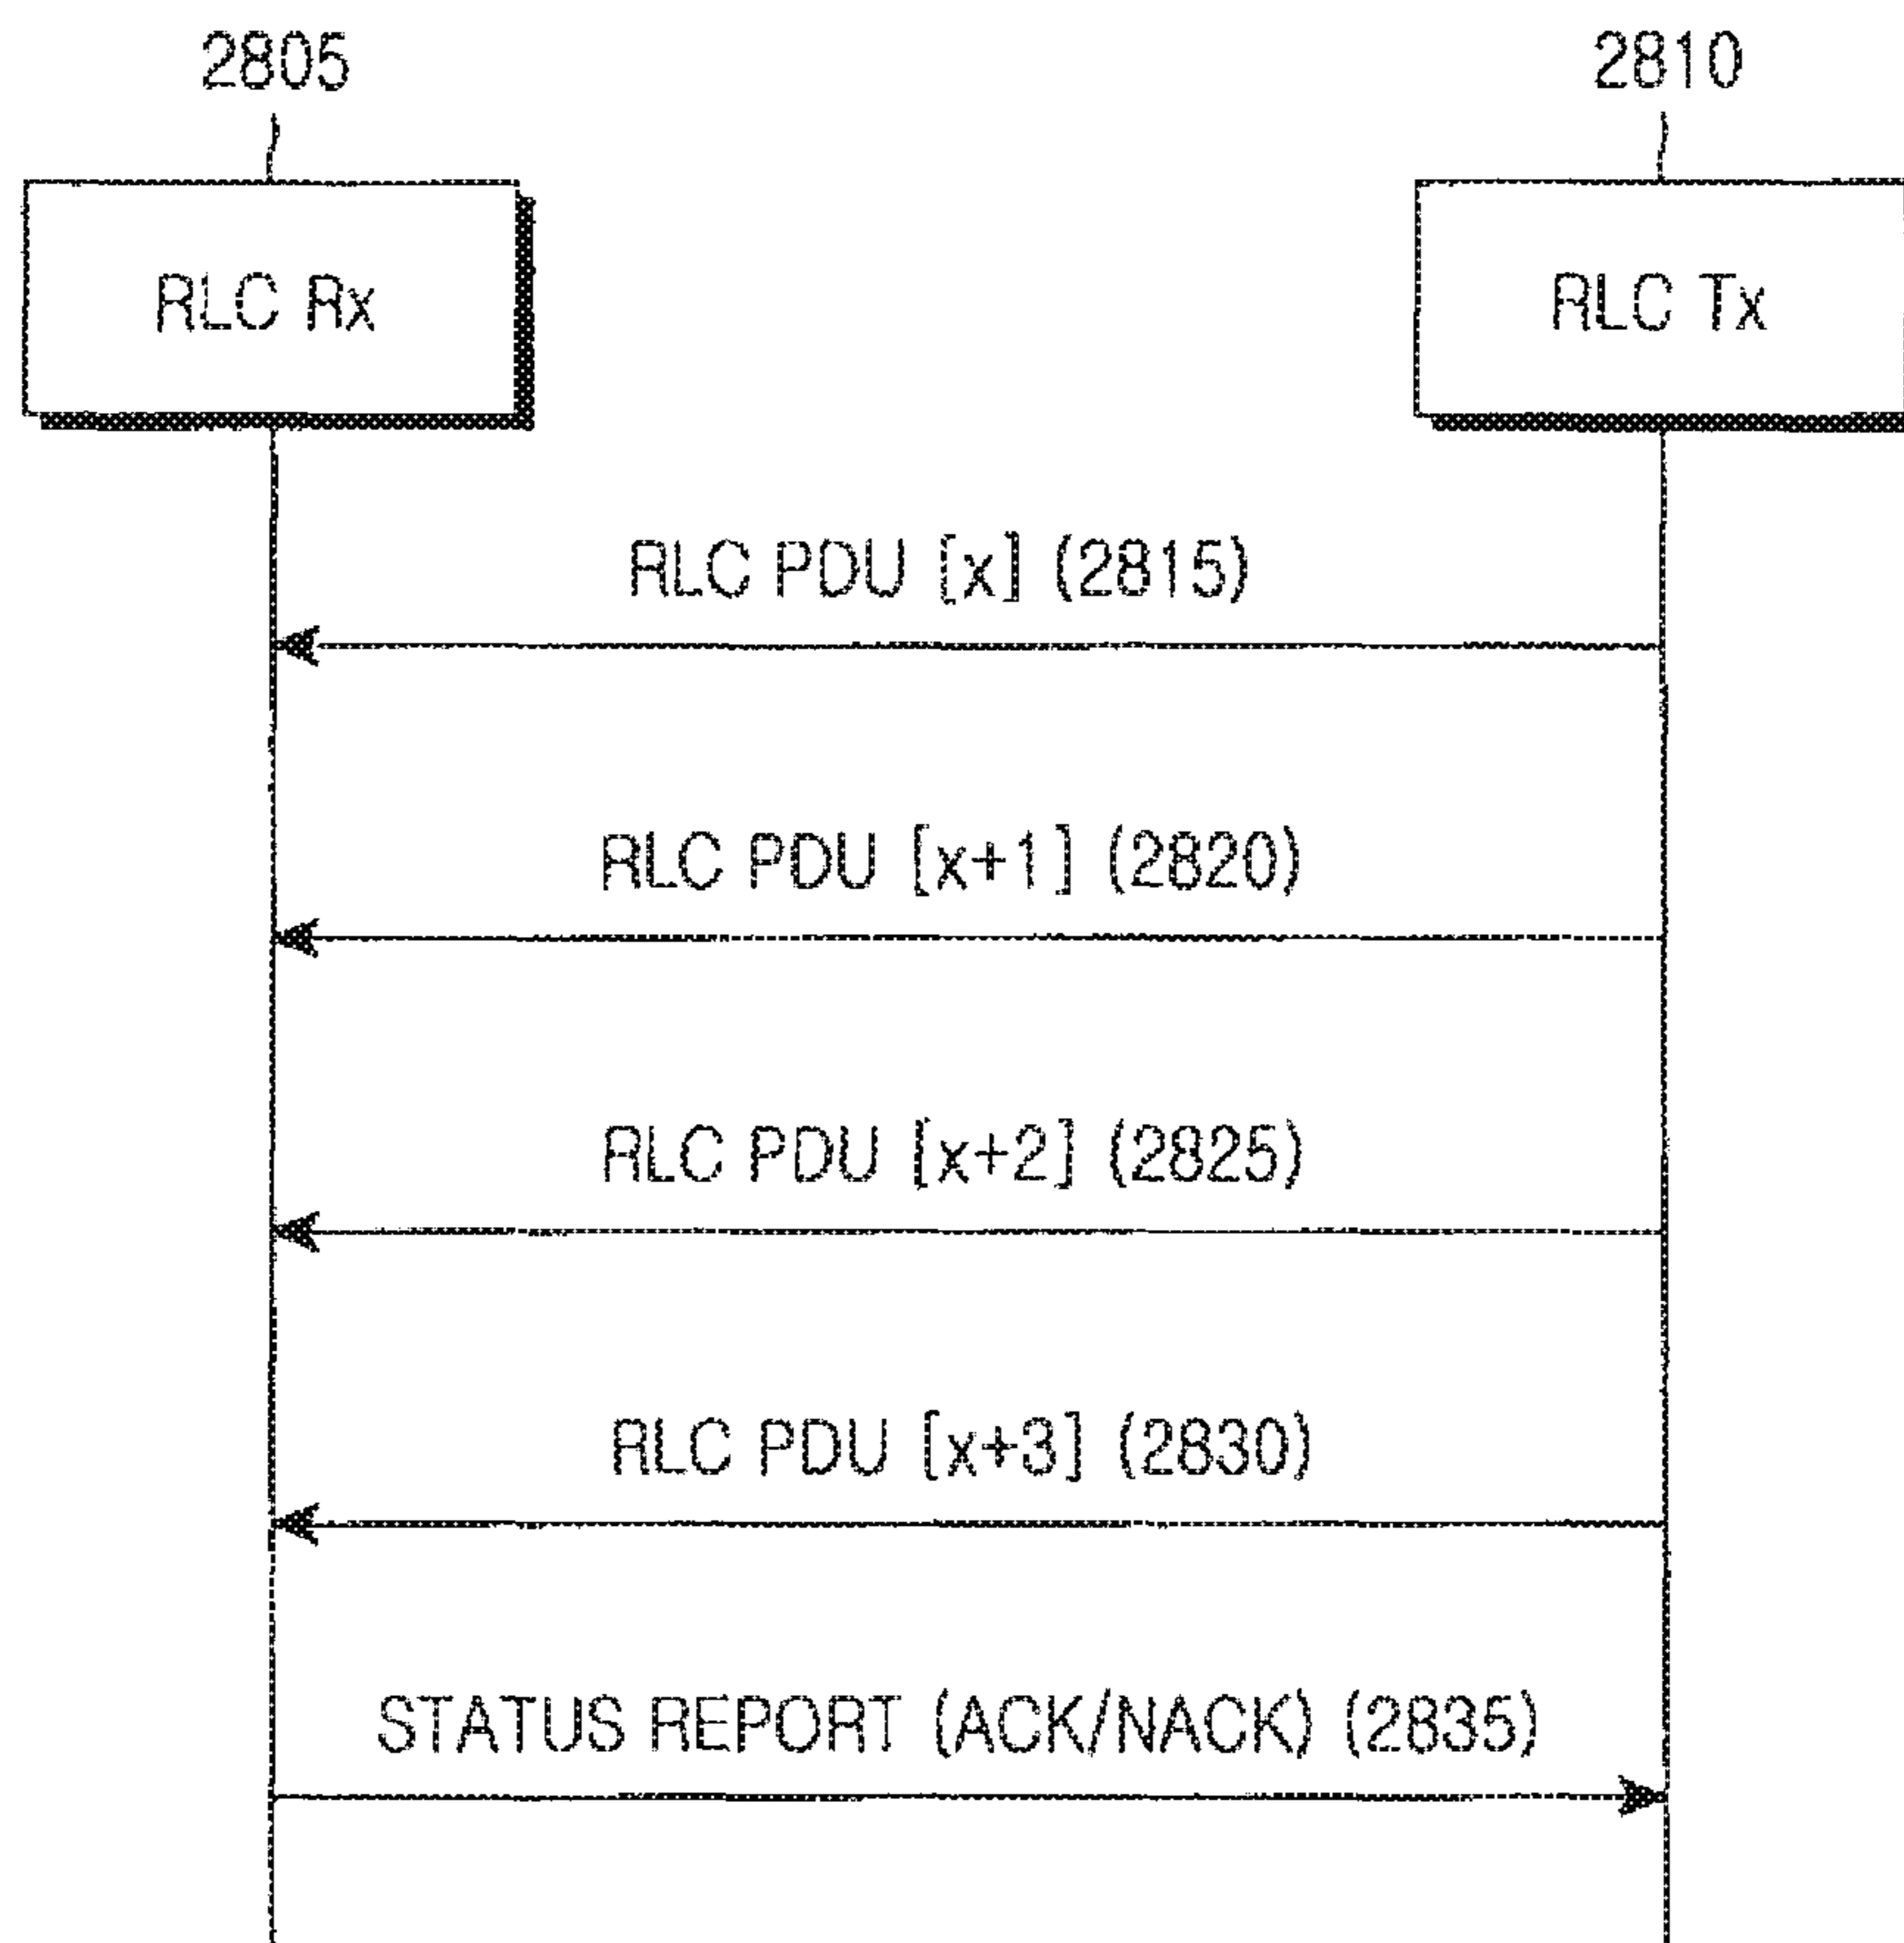 2805
2810
RLC Rx
RLC Tx
RLC PDU [x] (2815)
RLC PDU [x+1] (2820)
RLC PDU [x+2] (2825)
RLC PDU [x+3] (2830)
STATUS REPORT (ACK/NACK) (2835)